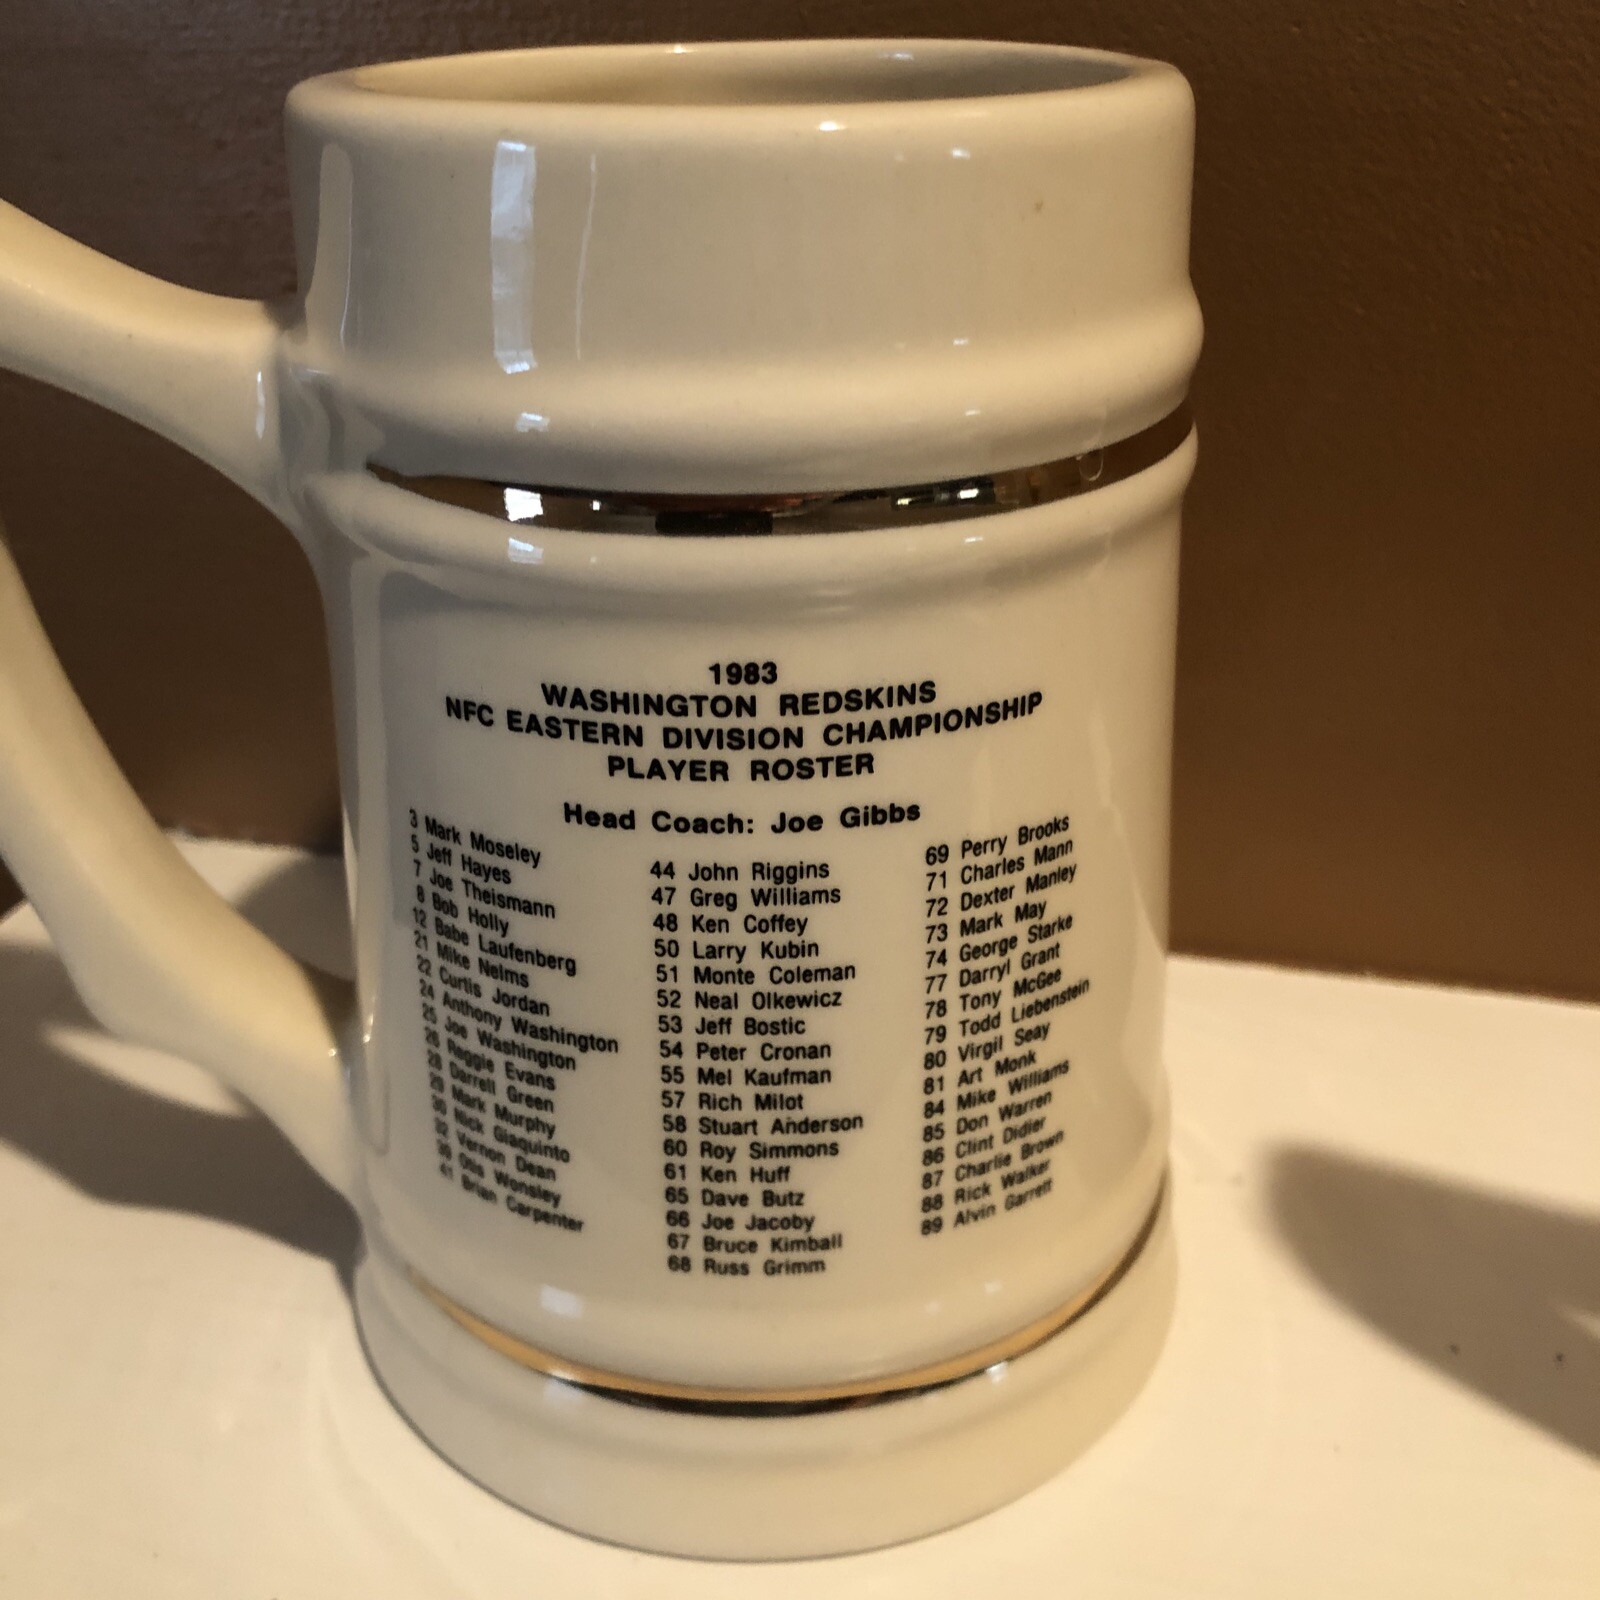 1983
WASHINGTON REDSKINS
NFC EASTERN DIVISION CHAMPIONSHIP
PLAYER ROSTER
Head Coach: Joe Gibbs
3 Mark Moseley
5 Jeff Hayes
7 Joe Theismann
8 Bob Holly
12 Babe Laufenberg
21 Mike Nelms
22 Curtis Jordan
24 Anthony Washington
25 Joe Washington
26 Reggie Evans
28 Darrell Green
29 Mark Murphy
30 Nick Giaquinto
32 Vernon Dean
39 Otis Wonsley
41 Brian Carpenter
44 John Riggins
47 Greg Williams
48 Ken Coffey
50 Larry Kubin
51 Monte Coleman
52 Neal Olkewicz
53 Jeff Bostic
54 Peter Cronan
55 Mel Kaufman
57 Rich Milot
58 Stuart Anderson
60 Roy Simmons
61 Ken Huff
65 Dave Butz
66 Joe Jacoby
67 Bruce Kimball
68 Russ Grimm
69 Perry Brooks
71 Charles Mann
72 Dexter Manley
73 Mark May
74 George Starke
77 Darryl Grant
78 Tony McGee
79 Todd Liebenstein
80 Virgil Seay
81 Art Monk
84 Mike Williams
85 Don Warren
86 Clint Didier
87 Charlie Brown
88 Rick Walker
89 Alvin Garrett